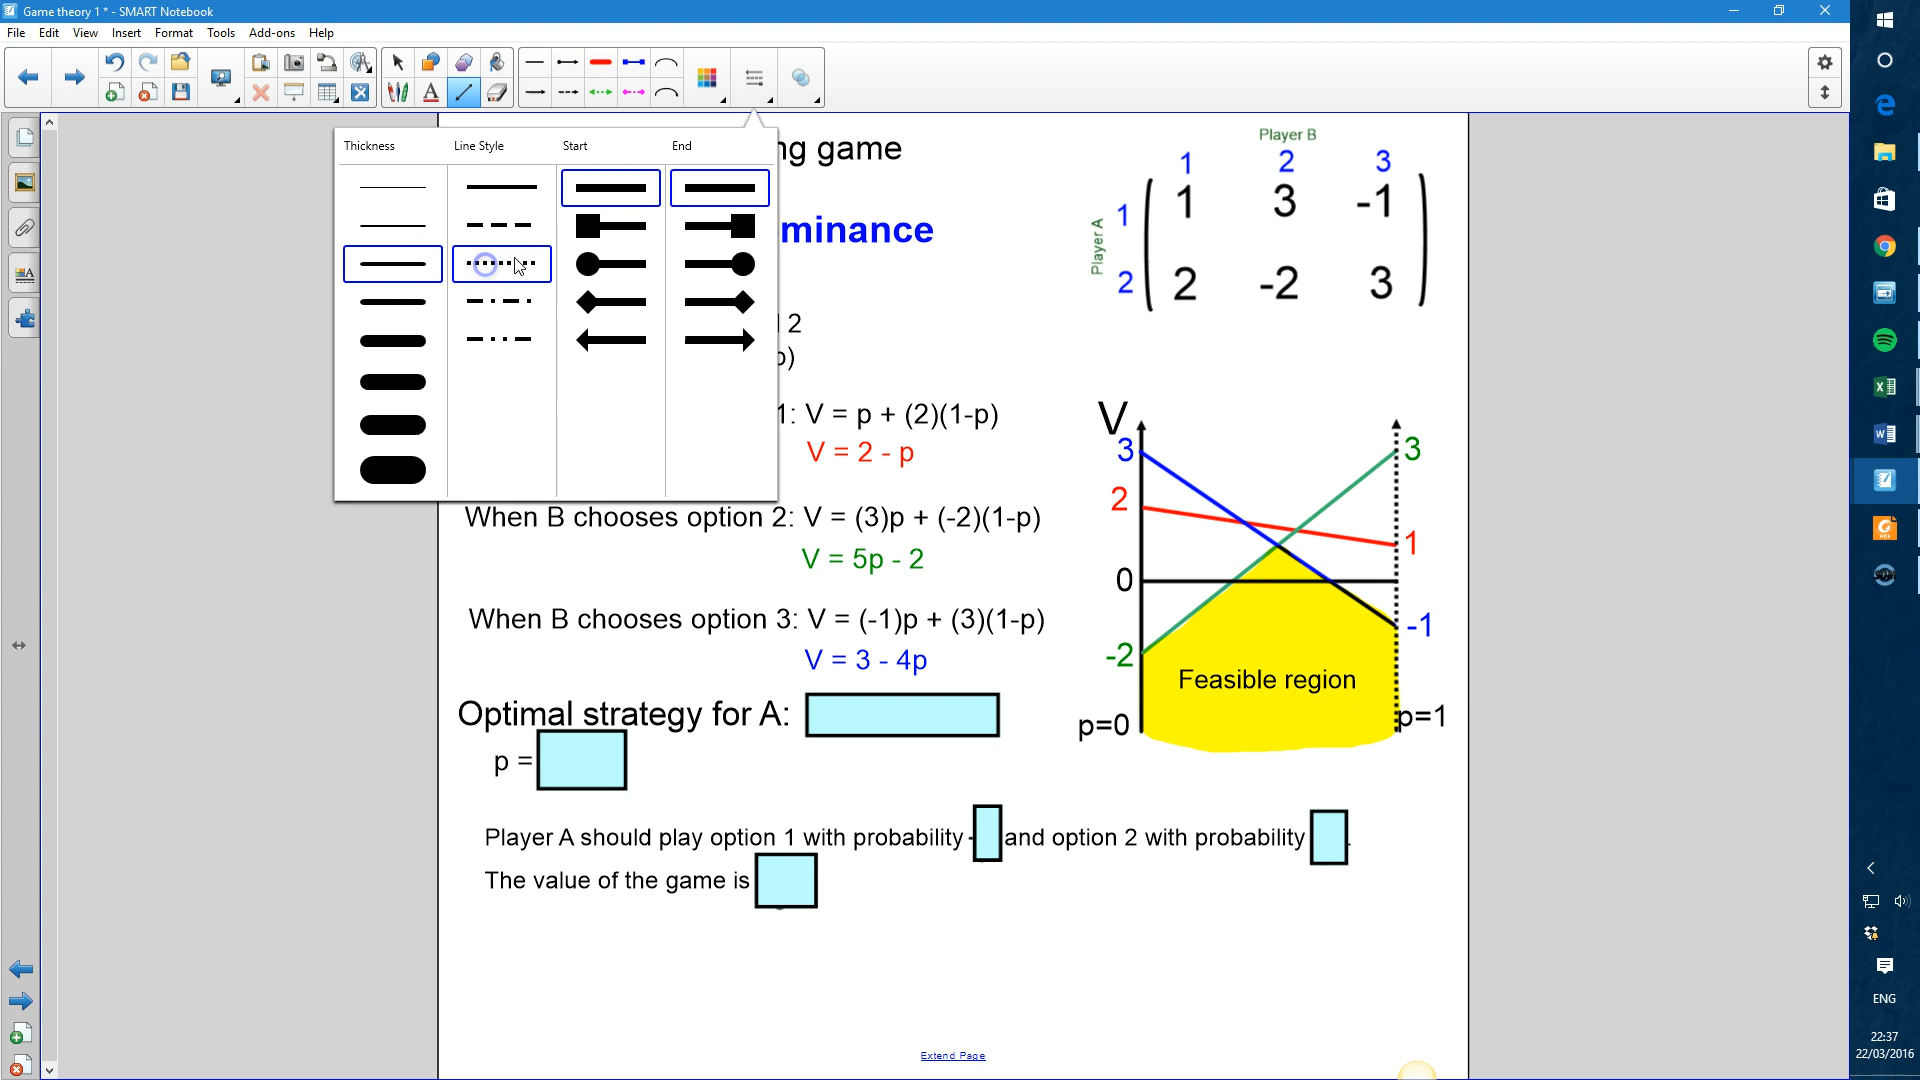 Game theory 1 * - SMART Notebook
File Edit View Insert Format Tools Add-ons Help
Thickness Line Style Start End
ng game
minance
Player B
1 2 3
Player A
1 1 3 -1
2 2 -2 3
2
1: V = p + (2)(1-p)
V = 2 - p
When B chooses option 2: V = (3)p + (-2)(1-p)
V = 5p - 2
When B chooses option 3: V = (-1)p + (3)(1-p)
V = 3 - 4p
V
3 3
2
1
0
-1
-2
Feasible region
p=0 p=1
Optimal strategy for A:
p =
Player A should play option 1 with probability and option 2 with probability
The value of the game is
Extend Page
ENG
22:37
22/03/2016